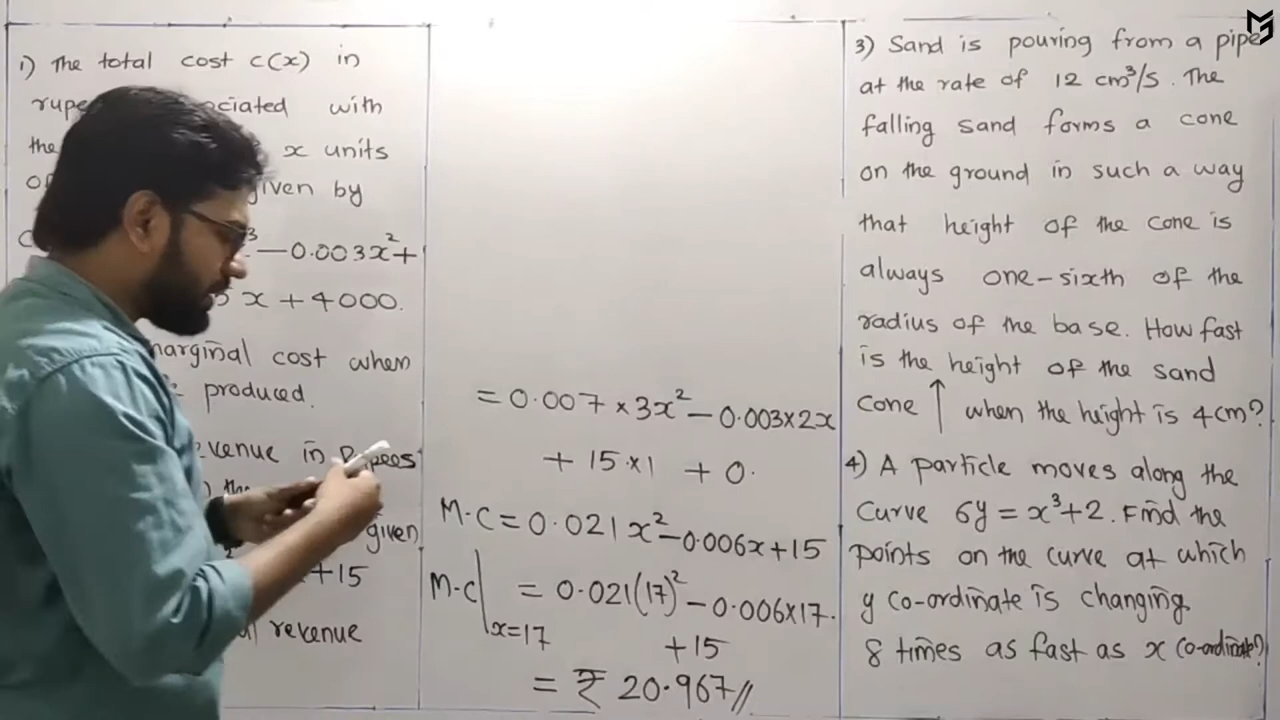 1) The total cost c(x) in
ciated with
the x units
given by
³ - 0.003x² +
x + 4000.
marginal cost when
produced.
venue in Rupees
the
given
+15
revenue
= 0.007 × 3x² - 0.003×2x
+ 15×1 + 0.
M.C = 0.021x² - 0.006x + 15
M.C|x=17 = 0.021(17)² - 0.006×17.
+ 15
= ₹ 20.967//
3) Sand is pouring from a pipe
at the rate of 12 cm³/s. The
falling sand forms a cone
on the ground in such a way
that height of the cone is
always one-sixth of the
radius of the base. How fast
is the height of the sand
cone ↑ when the height is 4cm?
4) A particle moves along the
curve 6y = x³+2. Find the
points on the curve at which
y co-ordinate is changing
8 times as fast as x co-ordinate?